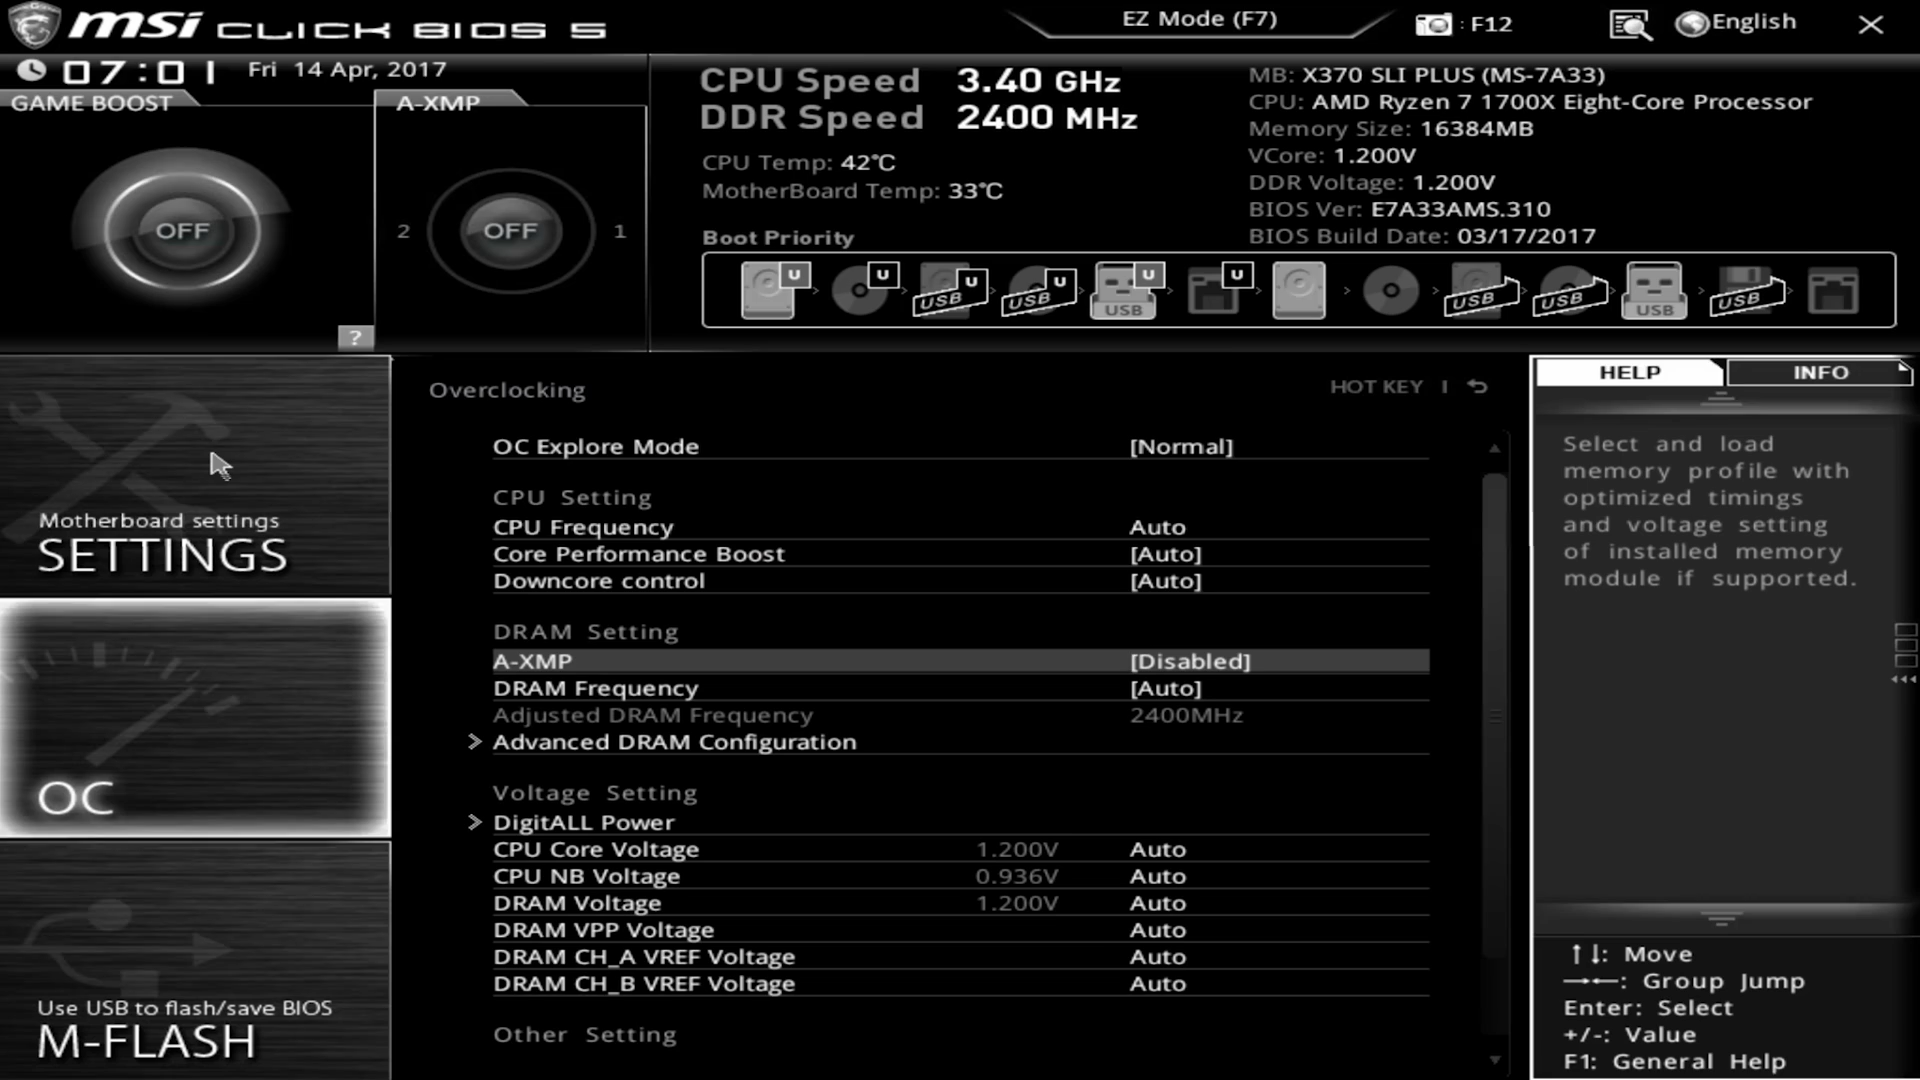 msi CLICK BIOS 5
EZ Mode (F7)
: F12
English
07:01
Fri 14 Apr, 2017
GAME BOOST
OFF
?
A-XMP
2
OFF
1
CPU Speed 3.40 GHz
DDR Speed 2400 MHz
CPU Temp: 42℃
MotherBoard Temp: 33℃
MB: X370 SLI PLUS (MS-7A33)
CPU: AMD Ryzen 7 1700X Eight-Core Processor
Memory Size: 16384MB
VCore: 1.200V
DDR Voltage: 1.200V
BIOS Ver: E7A33AMS.310
BIOS Build Date: 03/17/2017
Boot Priority
U U USB U USB U USB U U USB USB USB USB
Motherboard settings
SETTINGS
OC
Use USB to flash/save BIOS
M-FLASH
Overclocking
HOT KEY |
OC Explore Mode [Normal]
CPU Setting
CPU Frequency Auto
Core Performance Boost [Auto]
Downcore control [Auto]
DRAM Setting
A-XMP [Disabled]
DRAM Frequency [Auto]
Adjusted DRAM Frequency 2400MHz
> Advanced DRAM Configuration
Voltage Setting
> DigitALL Power
CPU Core Voltage 1.200V Auto
CPU NB Voltage 0.936V Auto
DRAM Voltage 1.200V Auto
DRAM VPP Voltage Auto
DRAM CH_A VREF Voltage Auto
DRAM CH_B VREF Voltage Auto
Other Setting
HELP
INFO
Select and load
memory profile with
optimized timings
and voltage setting
of installed memory
module if supported.
↑↓: Move
→←: Group Jump
Enter: Select
+/-: Value
F1: General Help